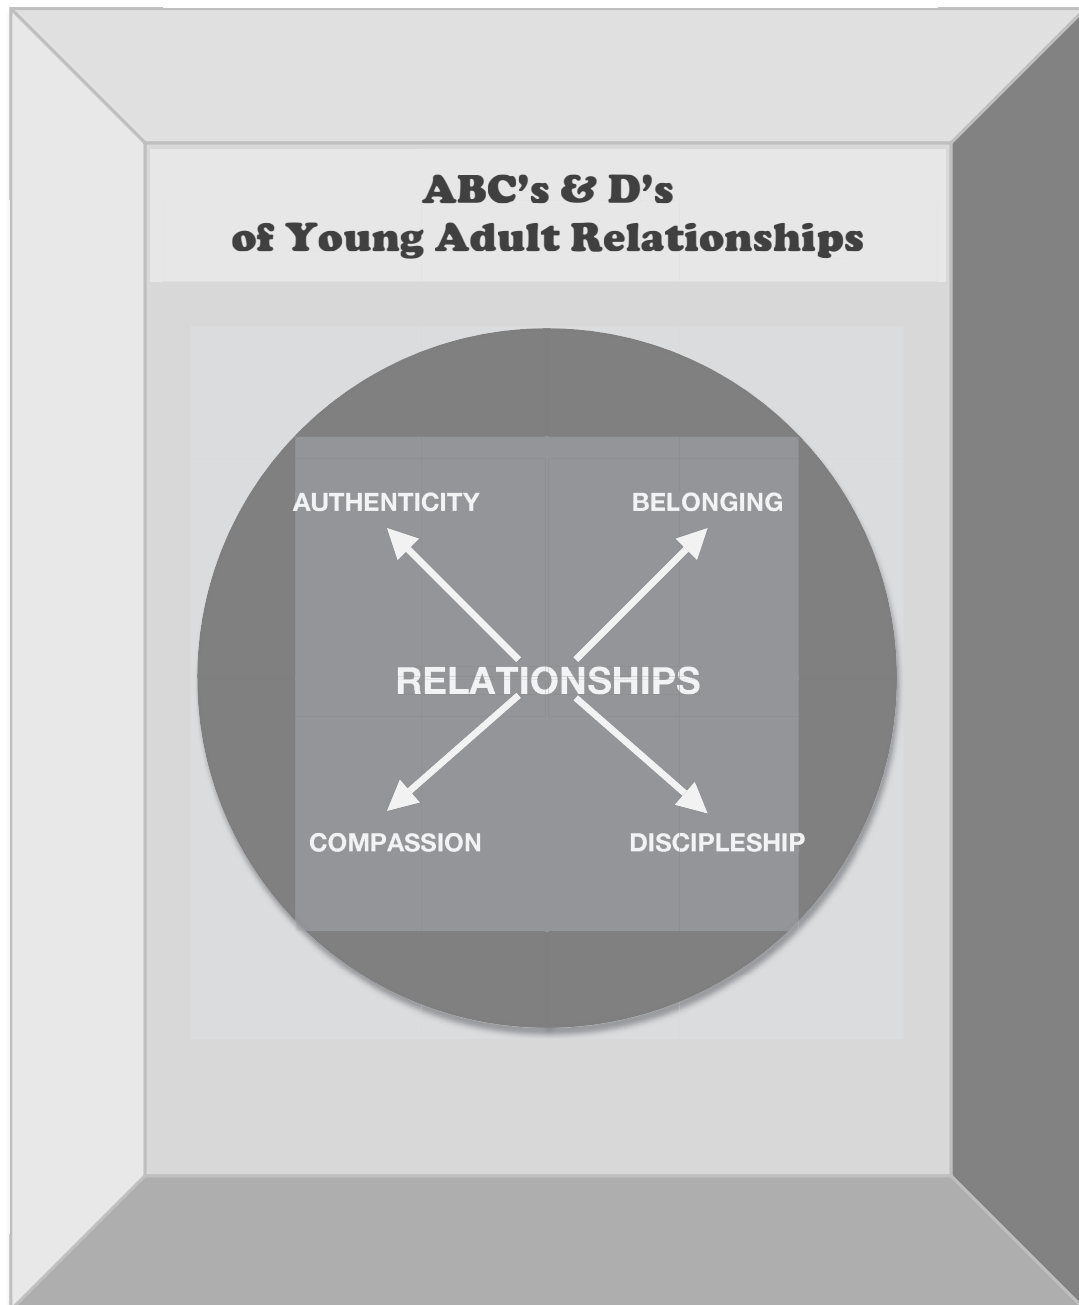 ABC’s & D’s
of Young Adult Relationships
AUTHENTICITY
BELONGING
RELATIONSHIPS
COMPASSION
DISCIPLESHIP